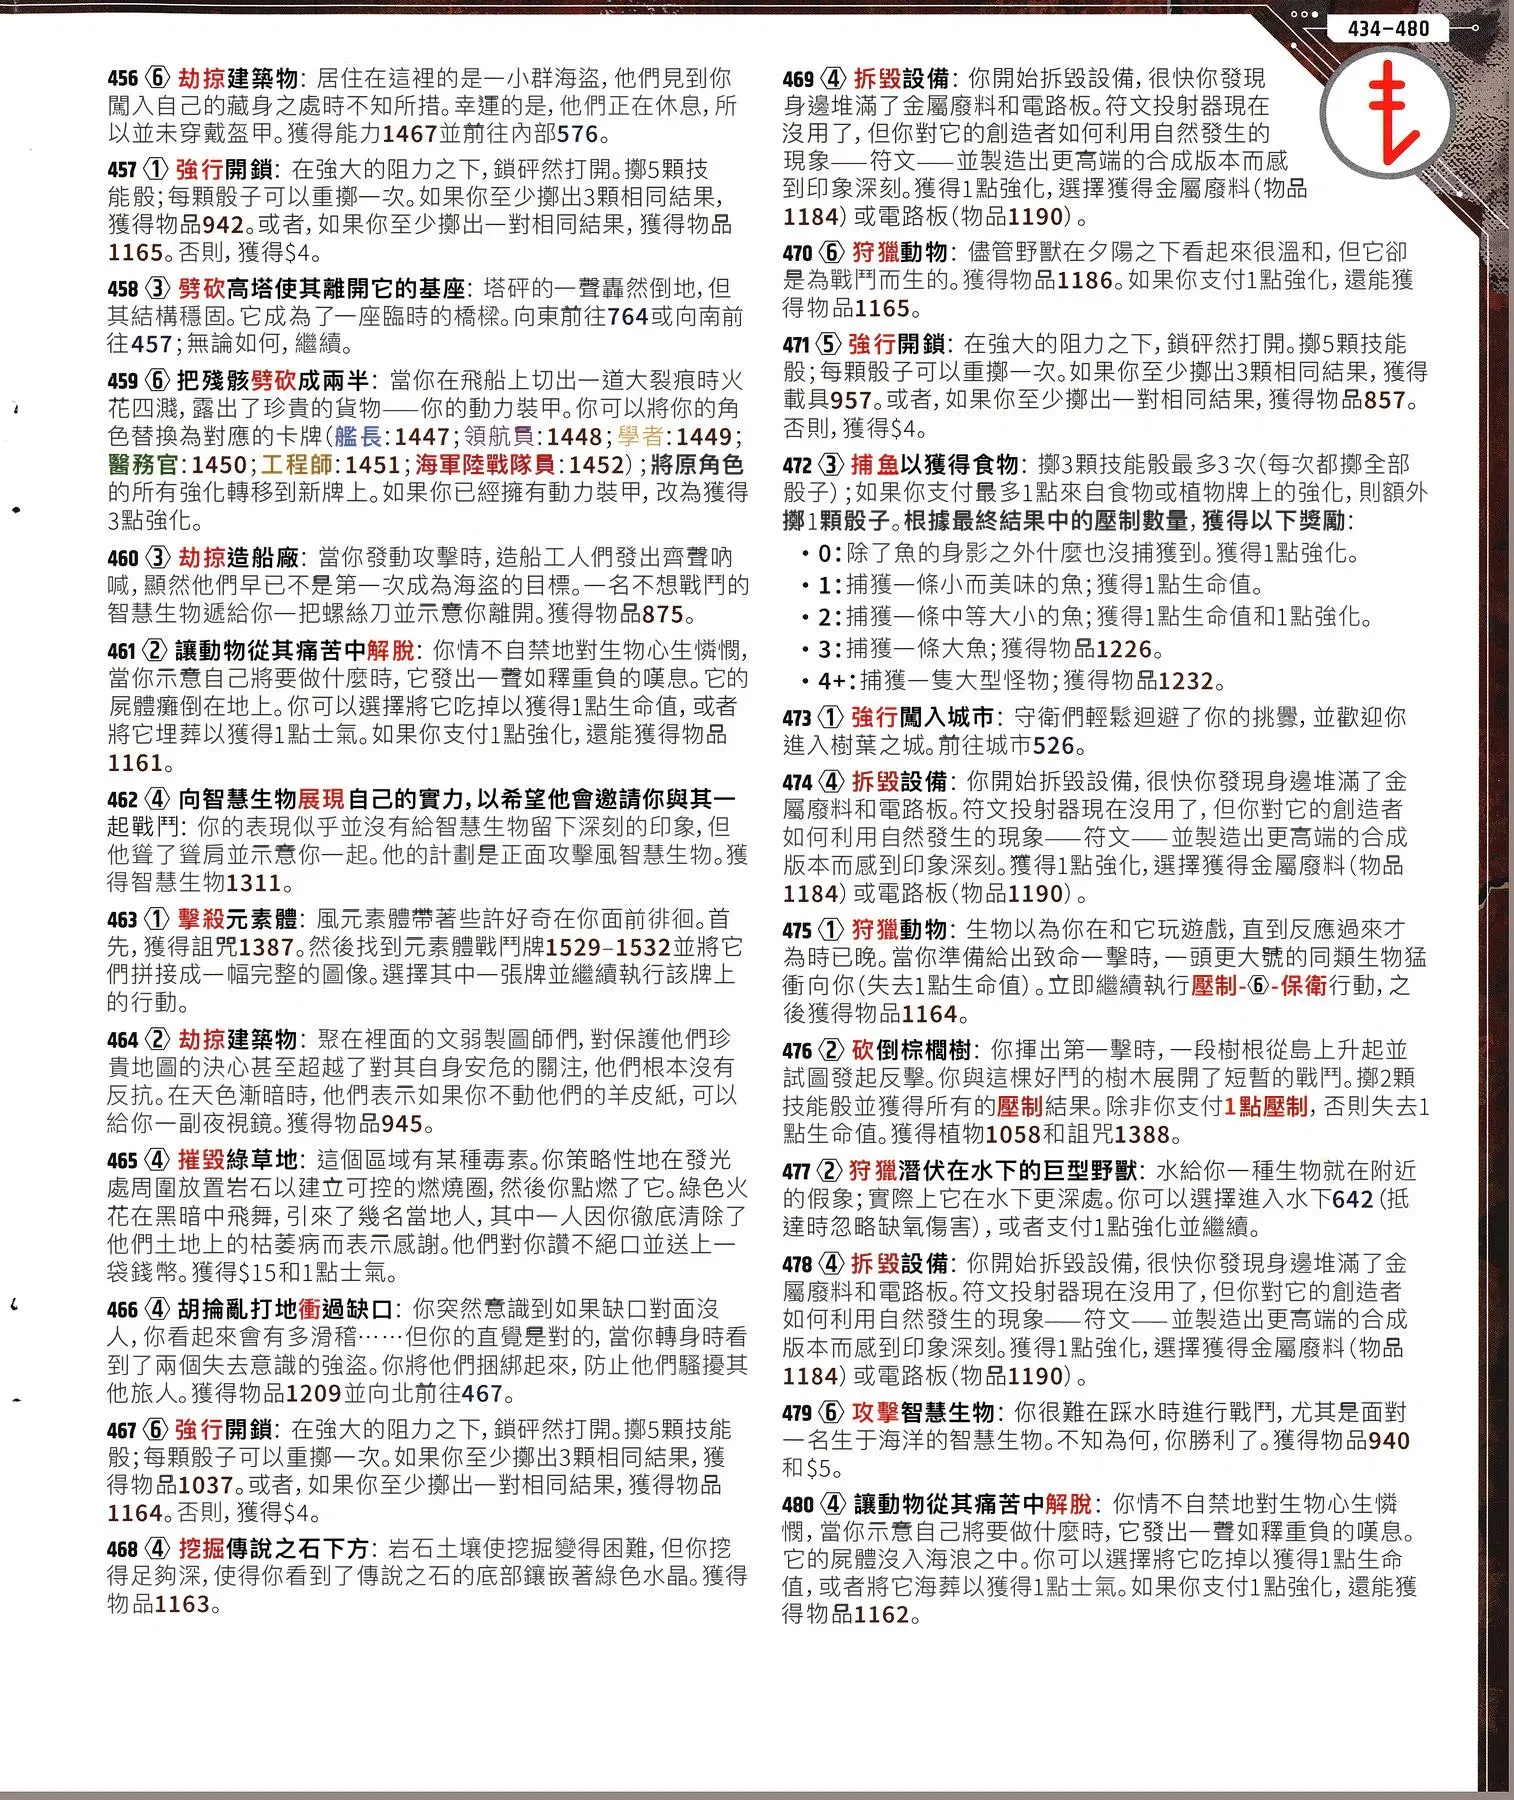 434–480
456 ⑥ 劫掠建築物：居住在這裡的是一小群海盜，他們見到你
闖入自己的藏身之處時不知所措。幸運的是，他們正在休息，所
以並未穿戴盔甲。獲得能力1467並前往內部576。
457 ① 強行開鎖：在強大的阻力之下，鎖砰然打開。擲5顆技
能骰；每顆骰子可以重擲一次。如果你至少擲出3顆相同結果，
獲得物品942。或者，如果你至少擲出一對相同結果，獲得物品
1165。否則，獲得$4。
458 ③ 劈砍高塔使其離開它的基座：塔砰的一聲轟然倒地，但
其結構穩固。它成為了一座臨時的橋樑。向東前往764或向南前
往457；無論如何，繼續。
459 ⑥ 把殘骸劈砍成兩半：當你在飛船上切出一道大裂痕時火
花四濺，露出了珍貴的貨物——你的動力裝甲。你可以將你的角
色替換為對應的卡牌（艦長：1447；領航員：1448；學者：1449；
醫務官：1450；工程師：1451；海軍陸戰隊員：1452）；將原角色
的所有強化轉移到新牌上。如果你已經擁有動力裝甲，改為獲得
3點強化。
460 ③ 劫掠造船廠：當你發動攻擊時，造船工人們發出齊聲吶
喊，顯然他們早已不是第一次成為海盜的目標。一名不想戰鬥的
智慧生物遞給你一把螺絲刀並示意你離開。獲得物品875。
461 ② 讓動物從其痛苦中解脫：你情不自禁地對生物心生憐憫，
當你示意自己將要做什麼時，它發出一聲如釋重負的嘆息。它的
屍體癱倒在地上。你可以選擇將它吃掉以獲得1點生命值，或者
將它埋葬以獲得1點士氣。如果你支付1點強化，還能獲得物品
1161。
462 ④ 向智慧生物展現自己的實力，以希望他會邀請你與其一
起戰鬥：你的表現似乎並沒有給智慧生物留下深刻的印象，但
他聳了聳肩並示意你一起。他的計劃是正面攻擊風智慧生物。獲
得智慧生物1311。
463 ① 擊殺元素體：風元素體帶著些許好奇在你面前徘徊。首
先，獲得詛咒1387。然後找到元素體戰鬥牌1529–1532並將它
們拼接成一幅完整的圖像。選擇其中一張牌並繼續執行該牌上
的行動。
464 ② 劫掠建築物：聚在裡面的文弱製圖師們，對保護他們珍
貴地圖的決心甚至超越了對其自身安危的關注，他們根本沒有
反抗。在天色漸暗時，他們表示如果你不動他們的羊皮紙，可以
給你一副夜視鏡。獲得物品945。
465 ④ 摧毀綠草地：這個區域有某種毒素。你策略性地在發光
處周圍放置岩石以建立可控的燃燒圈，然後你點燃了它。綠色火
花在黑暗中飛舞，引來了幾名當地人，其中一人因你徹底清除了
他們土地上的枯萎病而表示感謝。他們對你讚不絕口並送上一
袋錢幣。獲得$15和1點士氣。
466 ④ 胡掄亂打地衝過缺口：你突然意識到如果缺口對面沒
人，你看起來會有多滑稽……但你的直覺是對的，當你轉身時看
到了兩個失去意識的強盜。你將他們捆綁起來，防止他們騷擾其
他旅人。獲得物品1209並向北前往467。
467 ⑥ 強行開鎖：在強大的阻力之下，鎖砰然打開。擲5顆技能
骰；每顆骰子可以重擲一次。如果你至少擲出3顆相同結果，獲
得物品1037。或者，如果你至少擲出一對相同結果，獲得物品
1164。否則，獲得$4。
468 ④ 挖掘傳說之石下方：岩石土壤使挖掘變得困難，但你挖
得足夠深，使得你看到了傳說之石的底部鑲嵌著綠色水晶。獲得
物品1163。
469 ④ 拆毀設備：你開始拆毀設備，很快你發現
身邊堆滿了金屬廢料和電路板。符文投射器現在
沒用了，但你對它的創造者如何利用自然發生的
現象——符文——並製造出更高端的合成版本而感
到印象深刻。獲得1點強化，選擇獲得金屬廢料（物品
1184）或電路板（物品1190）。
470 ⑥ 狩獵動物：儘管野獸在夕陽之下看起來很溫和，但它卻
是為戰鬥而生的。獲得物品1186。如果你支付1點強化，還能獲
得物品1165。
471 ⑤ 強行開鎖：在強大的阻力之下，鎖砰然打開。擲5顆技能
骰；每顆骰子可以重擲一次。如果你至少擲出3顆相同結果，獲得
載具957。或者，如果你至少擲出一對相同結果，獲得物品857。
否則，獲得$4。
472 ③ 捕魚以獲得食物：擲3顆技能骰最多3次（每次都擲全部
骰子）；如果你支付最多1點來自食物或植物牌上的強化，則額外
擲1顆骰子。根據最終結果中的壓制數量，獲得以下獎勵：
• 0：除了魚的身影之外什麼也沒捕獲到。獲得1點強化。
• 1：捕獲一條小而美味的魚；獲得1點生命值。
• 2：捕獲一條中等大小的魚；獲得1點生命值和1點強化。
• 3：捕獲一條大魚；獲得物品1226。
• 4+：捕獲一隻大型怪物；獲得物品1232。
473 ① 強行闖入城市：守衛們輕鬆迴避了你的挑釁，並歡迎你
進入樹葉之城。前往城市526。
474 ④ 拆毀設備：你開始拆毀設備，很快你發現身邊堆滿了金
屬廢料和電路板。符文投射器現在沒用了，但你對它的創造者
如何利用自然發生的現象——符文——並製造出更高端的合成
版本而感到印象深刻。獲得1點強化，選擇獲得金屬廢料（物品
1184）或電路板（物品1190）。
475 ① 狩獵動物：生物以為你在和它玩遊戲，直到反應過來才
為時已晚。當你準備給出致命一擊時，一頭更大號的同類生物猛
衝向你（失去1點生命值）。立即繼續執行壓制-⑥-保衛行動，之
後獲得物品1164。
476 ② 砍倒棕櫚樹：你揮出第一擊時，一段樹根從島上升起並
試圖發起反擊。你與這棵好鬥的樹木展開了短暫的戰鬥。擲2顆
技能骰並獲得所有的壓制結果。除非你支付1點壓制，否則失去1
點生命值。獲得植物1058和詛咒1388。
477 ② 狩獵潛伏在水下的巨型野獸：水給你一種生物就在附近
的假象；實際上它在水下更深處。你可以選擇進入水下642（抵
達時忽略缺氧傷害），或者支付1點強化並繼續。
478 ④ 拆毀設備：你開始拆毀設備，很快你發現身邊堆滿了金
屬廢料和電路板。符文投射器現在沒用了，但你對它的創造者
如何利用自然發生的現象——符文——並製造出更高端的合成
版本而感到印象深刻。獲得1點強化，選擇獲得金屬廢料（物品
1184）或電路板（物品1190）。
479 ⑥ 攻擊智慧生物：你很難在踩水時進行戰鬥，尤其是面對
一名生于海洋的智慧生物。不知為何，你勝利了。獲得物品940
和$5。
480 ④ 讓動物從其痛苦中解脫：你情不自禁地對生物心生憐
憫，當你示意自己將要做什麼時，它發出一聲如釋重負的嘆息。
它的屍體沒入海浪之中。你可以選擇將它吃掉以獲得1點生命
值，或者將它海葬以獲得1點士氣。如果你支付1點強化，還能獲
得物品1162。